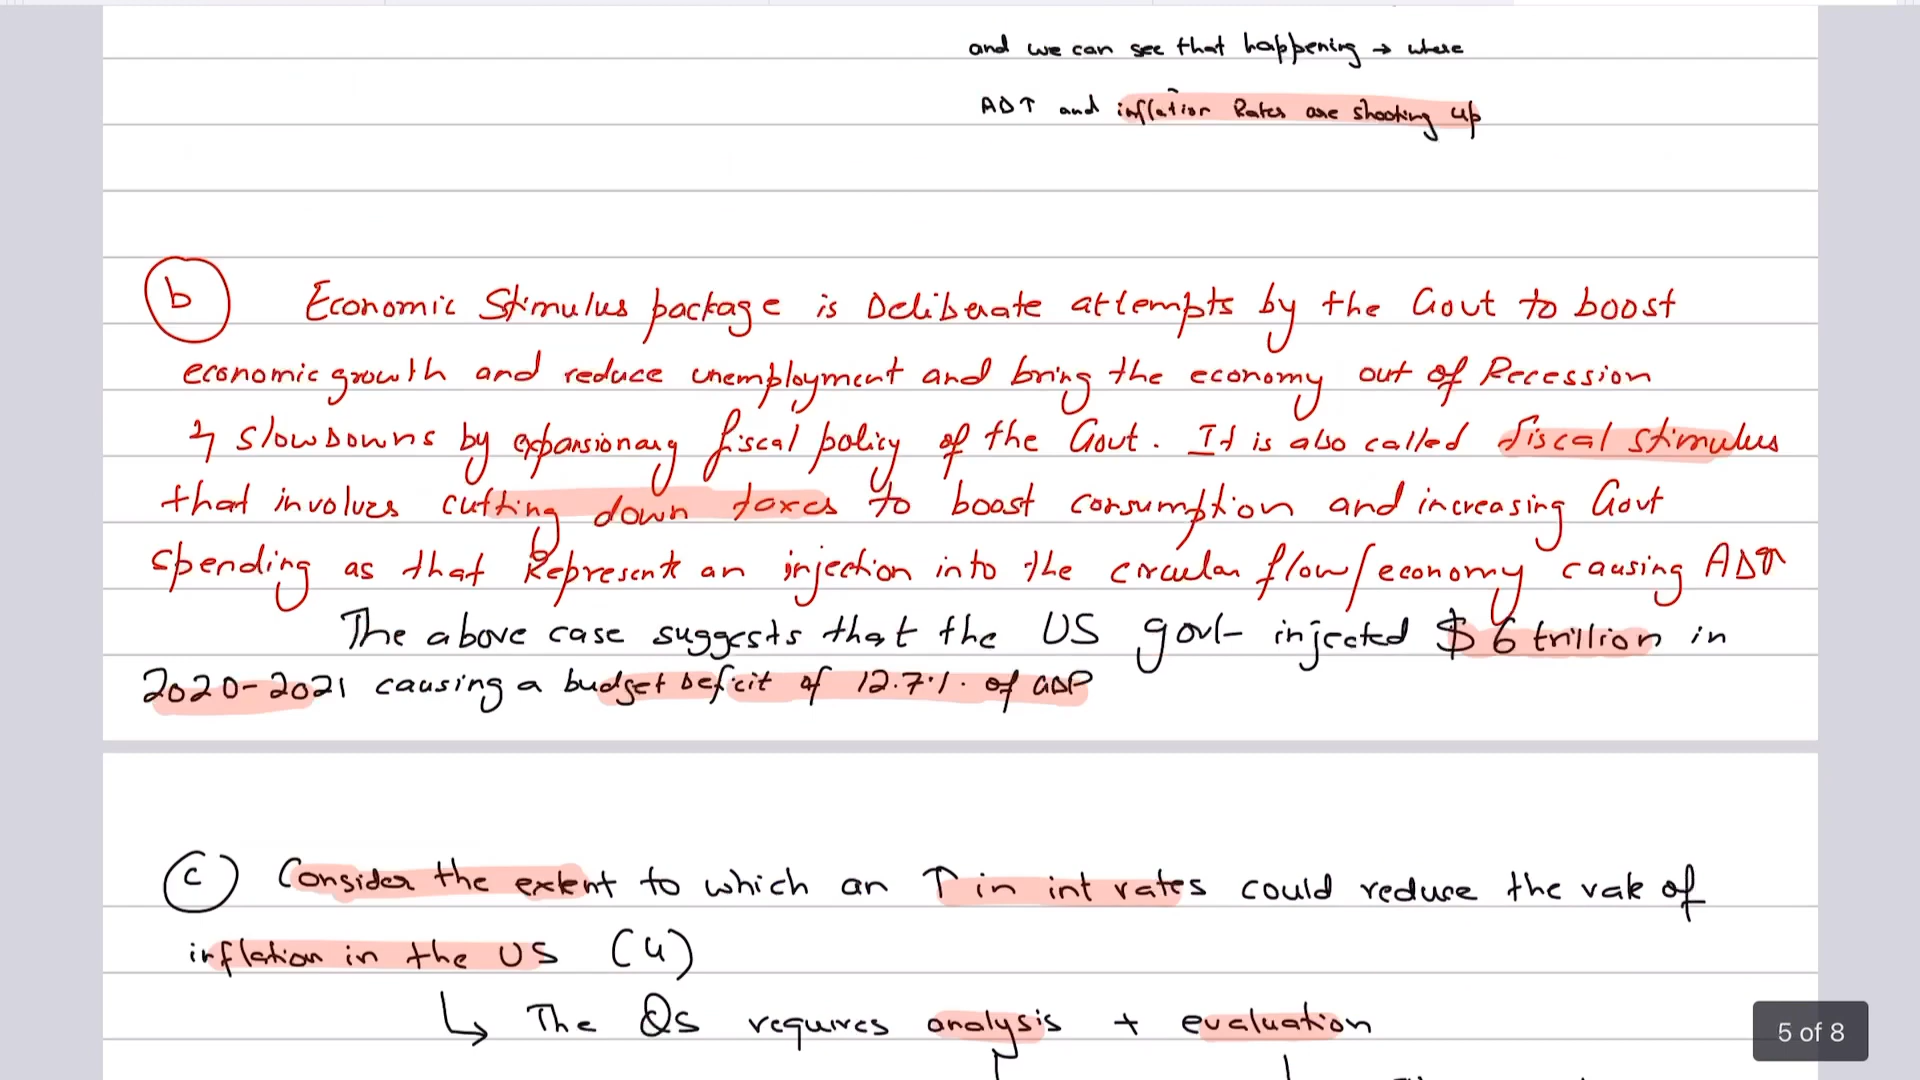 and we can see that happening → where
AD↑ and inflation Rates are shooting up
b Economic Stimulus package is Deliberate attempts by the Govt to boost
economic growth and reduce unemployment and bring the economy out of Recession
& slowdowns by expansionary fiscal policy of the Govt. It is also called fiscal stimulus
that involves cutting down taxes to boost consumption and increasing Govt
spending as that Represents an injection into the circular flow/economy causing AD↑
The above case suggests that the US govt injected $6 trillion in
2020-2021 causing a budget deficit of 12.7%. of GDP
c Consider the extent to which an ↑ in int rates could reduce the rate of
inflation in the US (4)
↳ The Qs requires analysis + evaluation
5 of 8